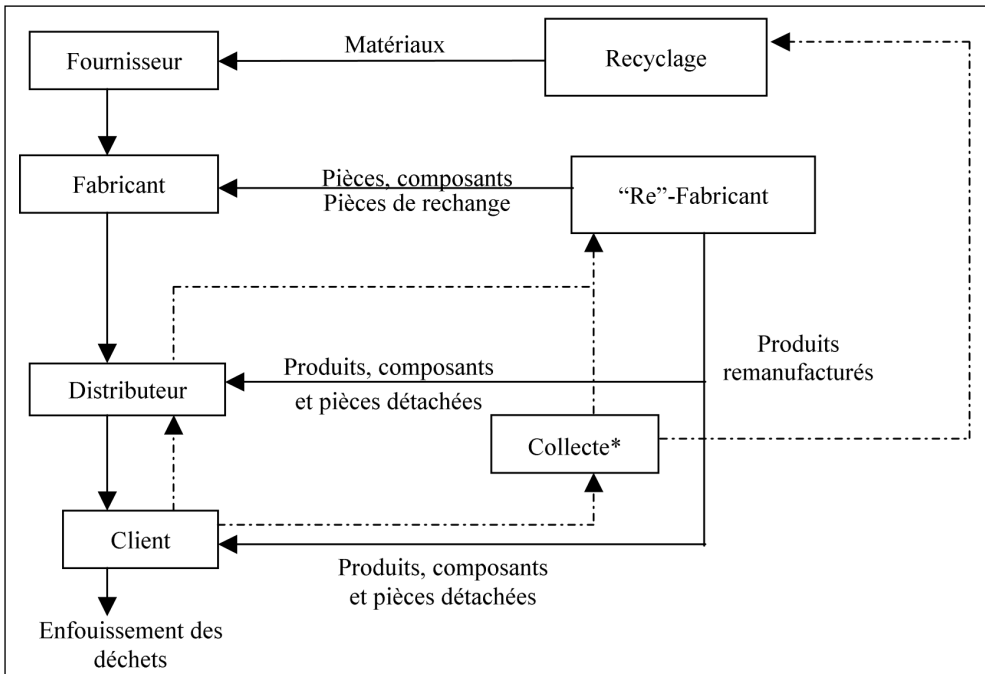 Matériaux
Fournisseur
Recyclage
Fabricant
Pièces, composants
Pièces de rechange
“Re”-Fabricant
Produits
remanufacturés
Distributeur
Produits, composants
et pièces détachées
Collecte*
Client
Produits, composants
et pièces détachées
Enfouissement des
déchets